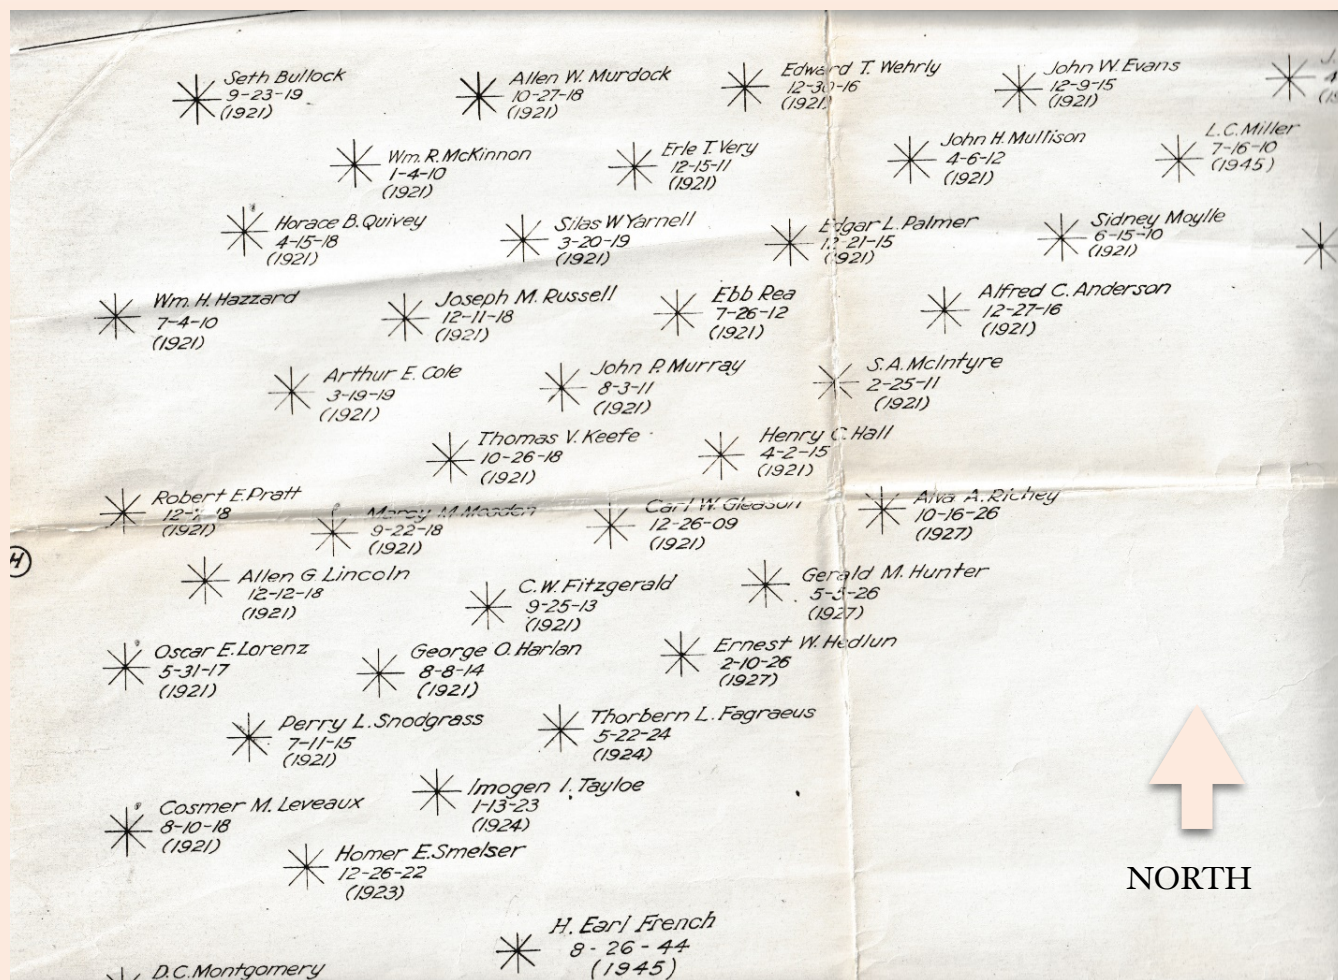 Seth Bullock
9-23-19
(1921)
Allen W. Murdock
10-27-18
(1921)
Edward T. Wehrly
12-30-16
(1921)
John W. Evans
12-9-15
(1921)
J.
4
Wm. R. McKinnon
1-4-10
(1921)
Erle T. Very
12-15-11
(1921)
John H. Mullison
4-6-12
(1921)
L.C. Miller
7-16-10
(1945)
Horace B. Quivey
4-15-18
(1921)
Silas W Yarnell
3-20-19
(1921)
Edgar L. Palmer
12-21-15
(1921)
Sidney Moylle
6-15-10
(1921)
Wm. H. Hazzard
7-4-10
(1921)
Joseph M. Russell
12-11-18
(1921)
Ebb Rea
7-26-12
(1921)
Alfred C. Anderson
12-27-16
(1921)
Arthur E. Cole
3-19-19
(1921)
John P. Murray
8-3-11
(1921)
S.A. McIntyre
2-25-11
(1921)
Thomas V. Keefe
10-26-18
(1921)
Henry C. Hall
4-2-15
(1921)
Robert E. Pratt
(1921)
9-22-18
(1921)
Carl W. Gleason
12-26-09
(1921)
Alva A. Richey
10-16-26
(1927)
H
Allen G. Lincoln
12-12-18
(1921)
C.W. Fitzgerald
9-25-13
(1921)
Gerald M. Hunter
5-5-26
(1927)
Oscar E. Lorenz
5-31-17
(1921)
George O. Harlan
8-8-14
(1921)
Ernest W. Hedlun
2-10-26
(1927)
Perry L. Snodgrass
7-11-15
(1921)
Thorbern L. Fagraeus
5-22-24
(1924)
Imogen I. Tayloe
1-13-23
(1924)
Cosmer M. Leveaux
8-10-18
(1921)
Homer E. Smelser
12-26-22
(1923)
NORTH
H. Earl French
8-26-44
(1945)
D.C. Montgomery